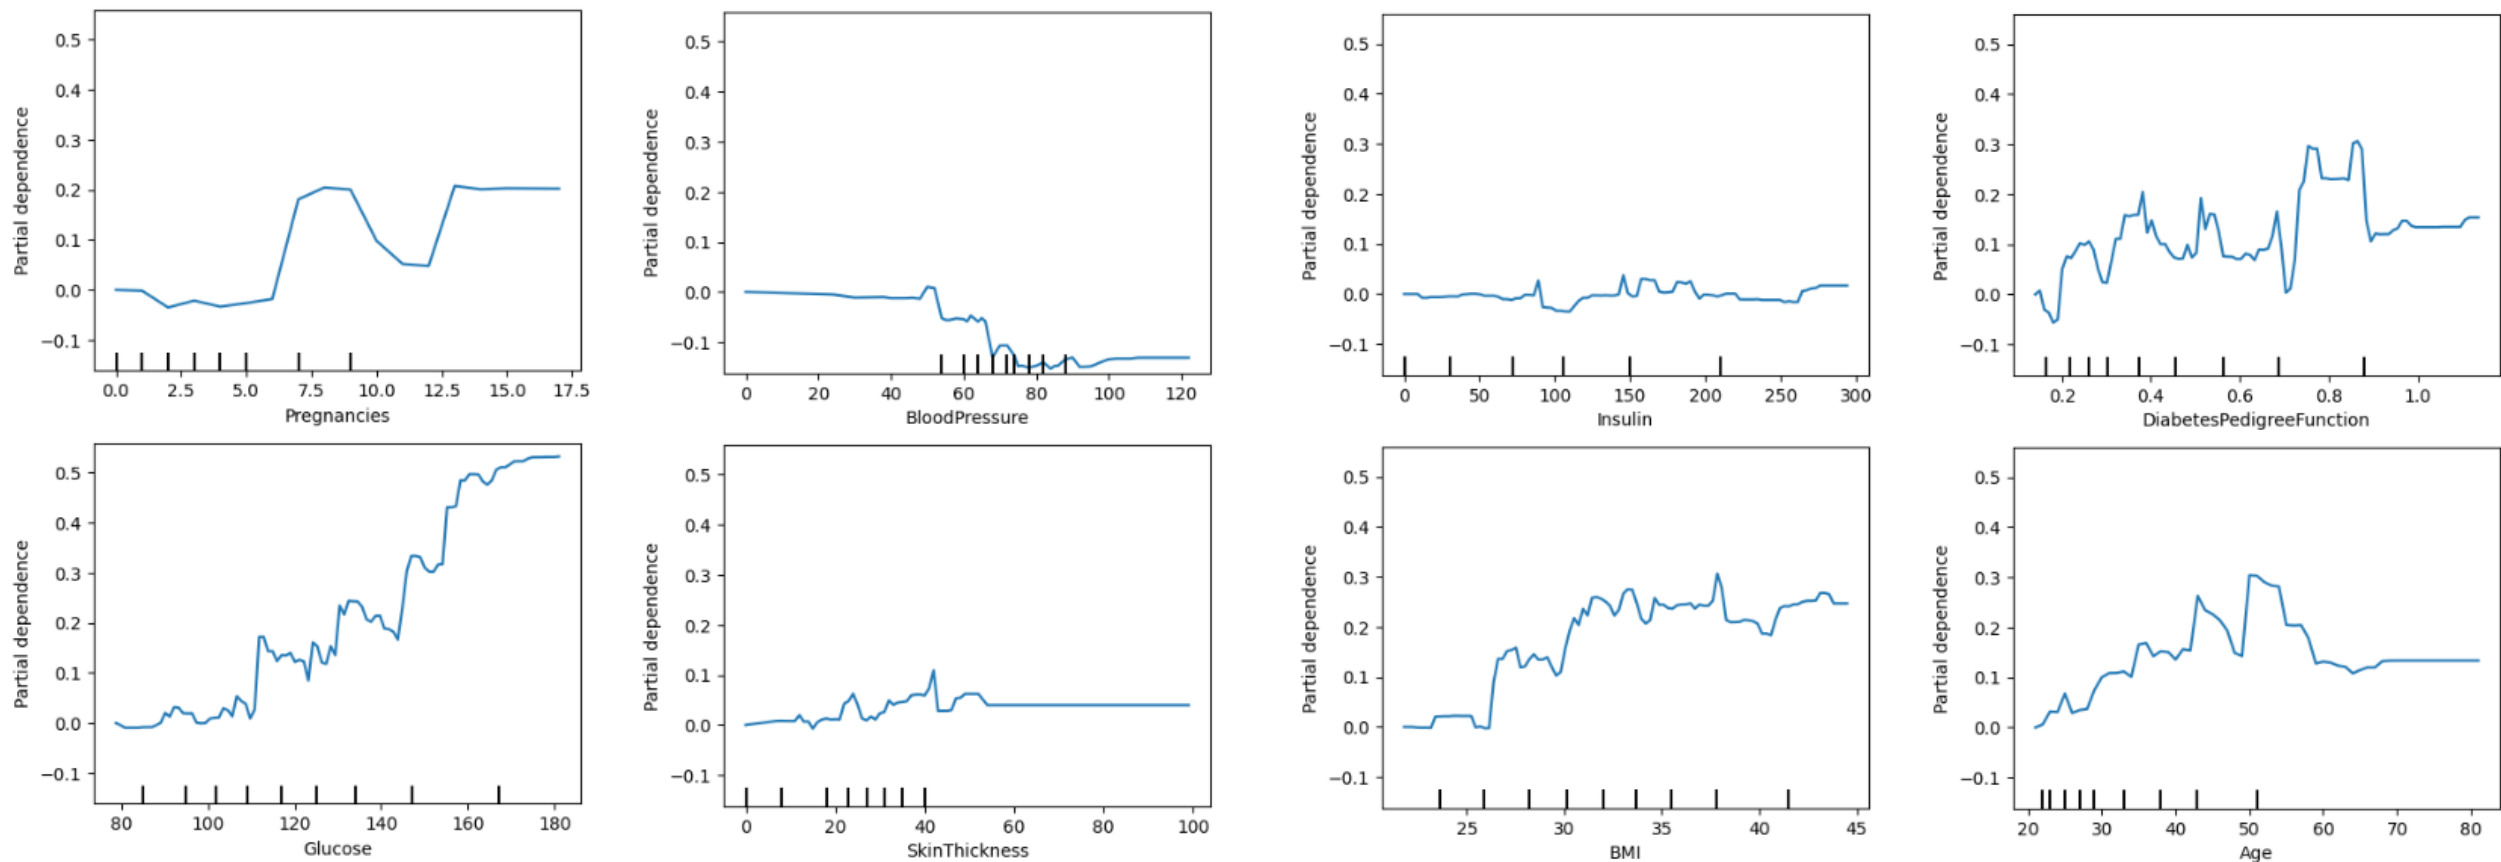 0.5
0.4
0.3
0.2
0.1
0.0
−0.1
Partial dependence
0.0 2.5 5.0 7.5 10.0 12.5 15.0 17.5
Pregnancies
0.5
0.4
0.3
0.2
0.1
0.0
−0.1
Partial dependence
0 20 40 60 80 100 120
BloodPressure
0.5
0.4
0.3
0.2
0.1
0.0
−0.1
Partial dependence
0 50 100 150 200 250 300
Insulin
0.5
0.4
0.3
0.2
0.1
0.0
−0.1
Partial dependence
0.2 0.4 0.6 0.8 1.0
DiabetesPedigreeFunction
0.5
0.4
0.3
0.2
0.1
0.0
−0.1
Partial dependence
80 100 120 140 160 180
Glucose
0.5
0.4
0.3
0.2
0.1
0.0
−0.1
Partial dependence
0 20 40 60 80 100
SkinThickness
0.5
0.4
0.3
0.2
0.1
0.0
−0.1
Partial dependence
25 30 35 40 45
BMI
0.5
0.4
0.3
0.2
0.1
0.0
−0.1
Partial dependence
20 30 40 50 60 70 80
Age